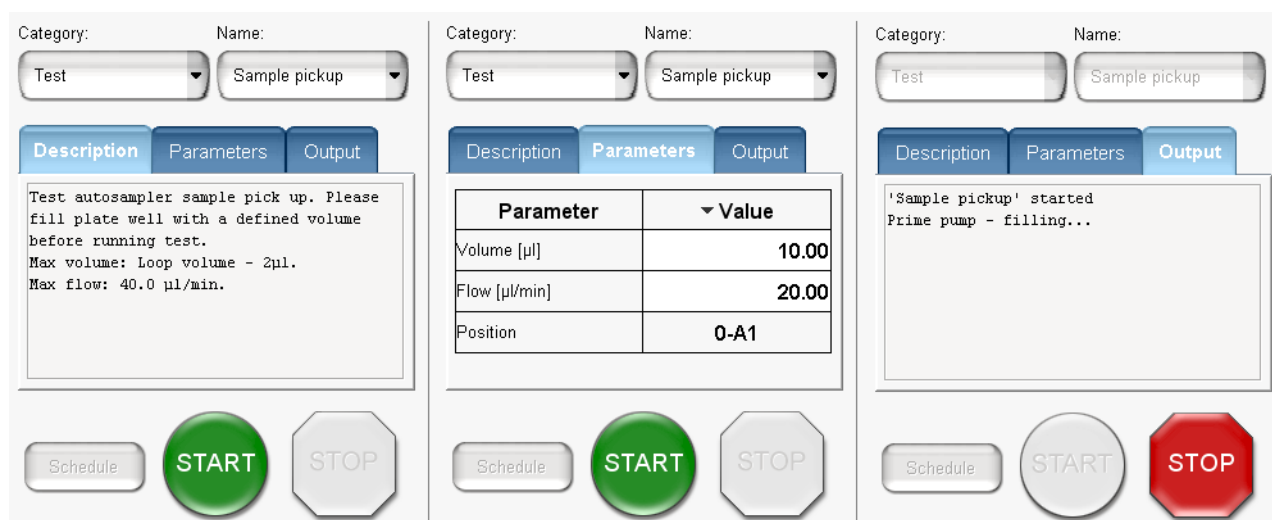 Category: Name:
Test Sample pickup
Description Parameters Output
Test autosampler sample pick up. Please
fill plate well with a defined volume
before running test.
Max volume: Loop volume - 2µl.
Max flow: 40.0 µl/min.
Schedule START STOP
Category: Name:
Test Sample pickup
Description Parameters Output
Parameter Value
Volume [µl] 10.00
Flow [µl/min] 20.00
Position 0-A1
Schedule START STOP
Category: Name:
Test Sample pickup
Description Parameters Output
'Sample pickup' started
Prime pump - filling...
Schedule START STOP